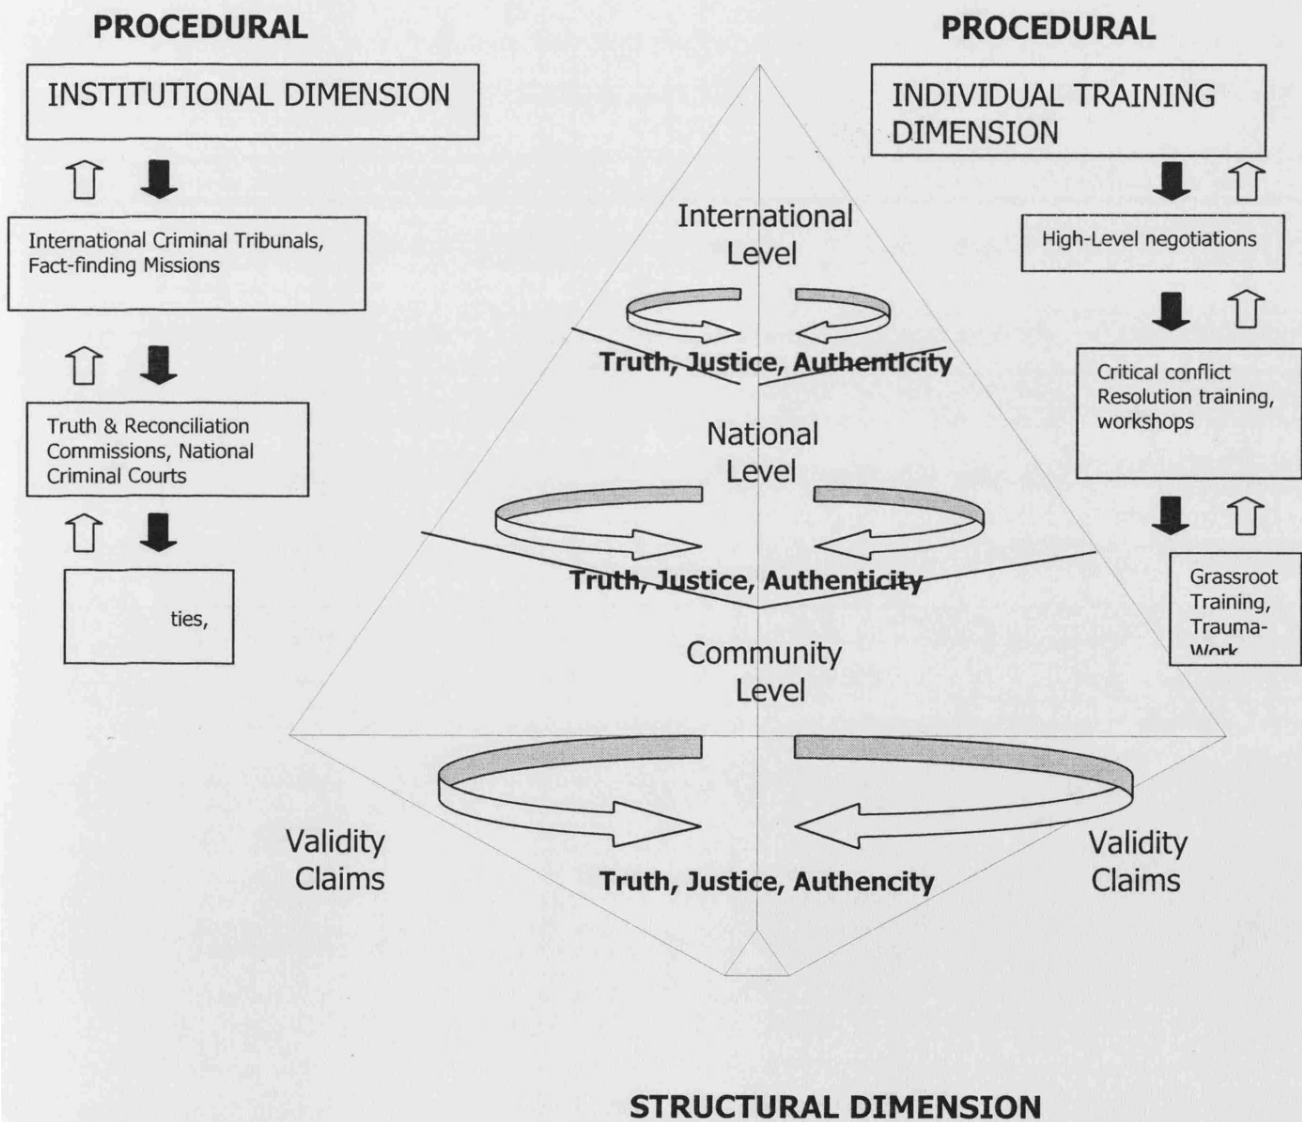 PROCEDURAL
INSTITUTIONAL DIMENSION
International Criminal Tribunals,
Fact-finding Missions
Truth & Reconciliation
Commissions, National
Criminal Courts
ties,
International
Level
Truth, Justice, Authenticity
National
Level
Truth, Justice, Authenticity
Community
Level
Validity
Claims
Truth, Justice, Authencity
Validity
Claims
PROCEDURAL
INDIVIDUAL TRAINING
DIMENSION
High-Level negotiations
Critical conflict
Resolution training,
workshops
Grassroot
Training,
Trauma-
Work
STRUCTURAL DIMENSION